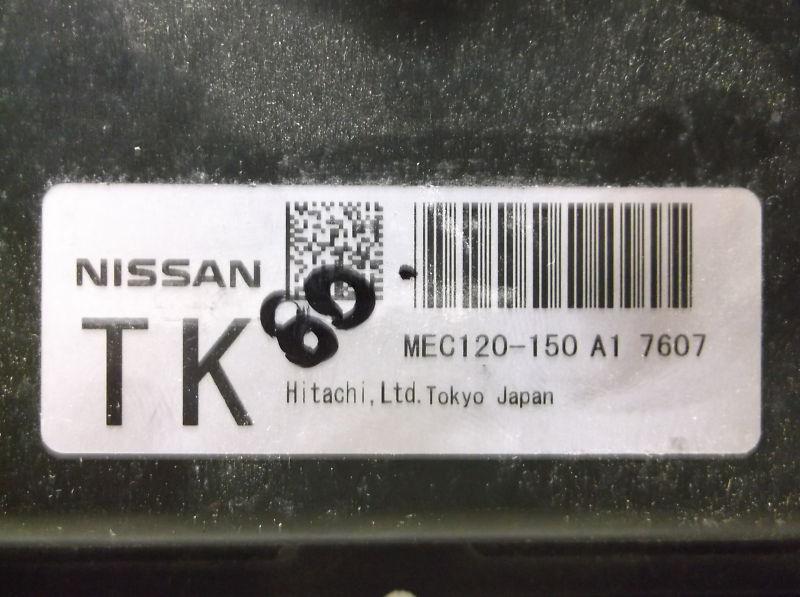 NISSAN
TK
MEC120-150 A1 7607
Hitachi,Ltd.Tokyo Japan